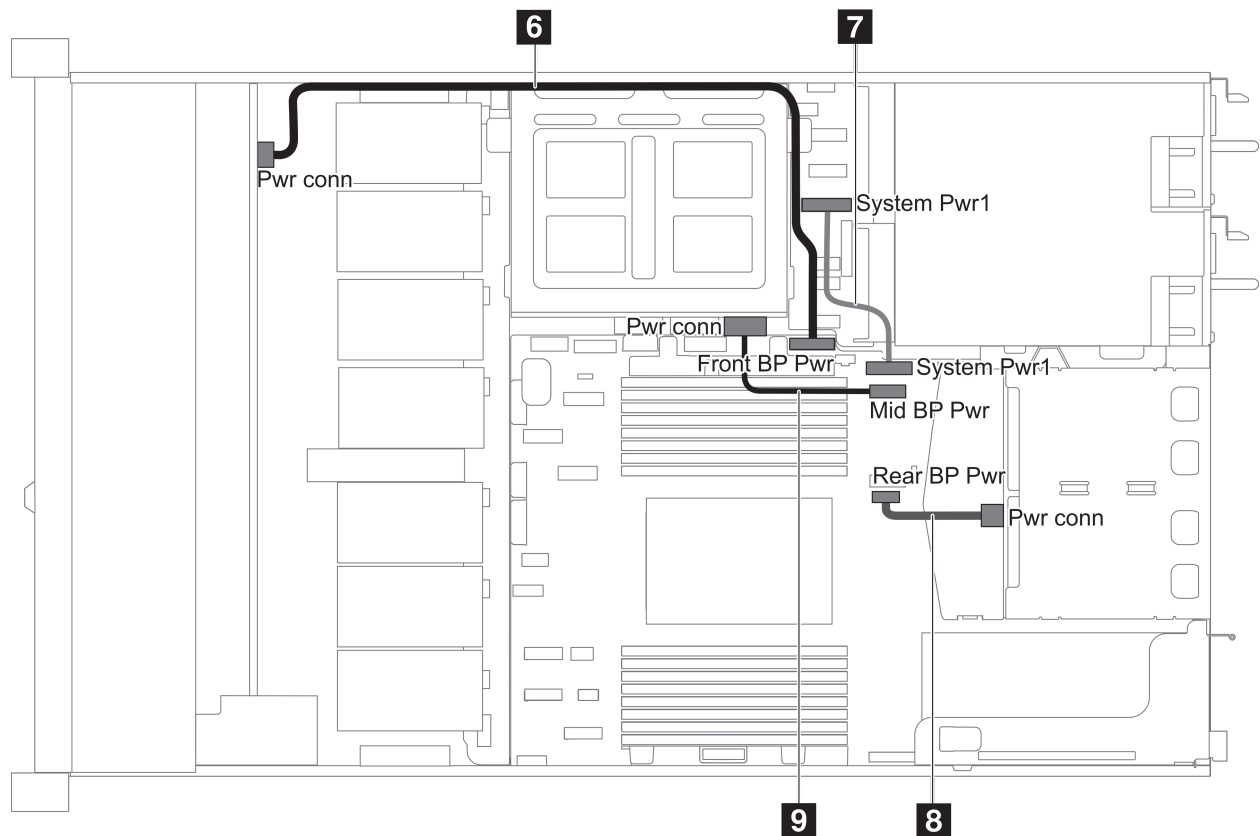 6
7
Pwr conn
System Pwr1
Pwr conn
Front BP Pwr
System Pwr1
Mid BP Pwr
Rear BP Pwr
Pwr conn
9
8